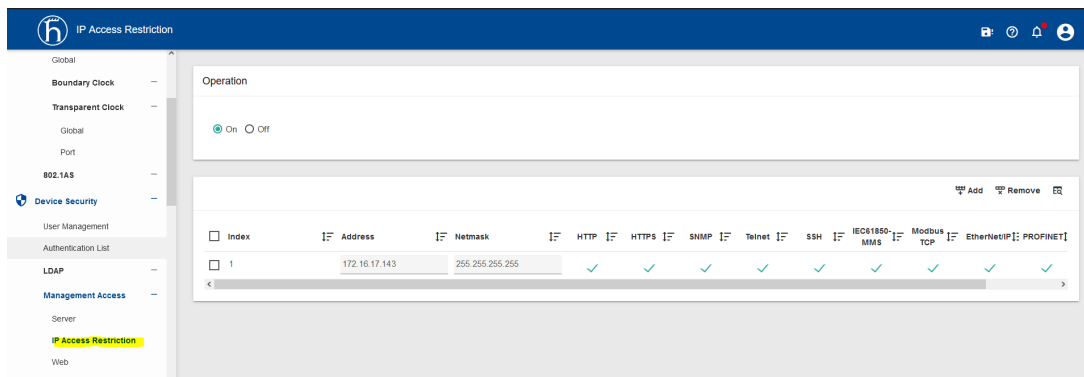 IP Access Restriction
Global
Boundary Clock
Transparent Clock
Global
Port
802.1AS
Device Security
User Management
Authentication List
LDAP
Management Access
Server
IP Access Restriction
Web
Operation
On Off
Add Remove
Index Address Netmask HTTP HTTPS SNMP Telnet SSH IEC61850-MMS Modbus TCP EtherNet/IP PROFINET
1 172.16.17.143 255.255.255.255